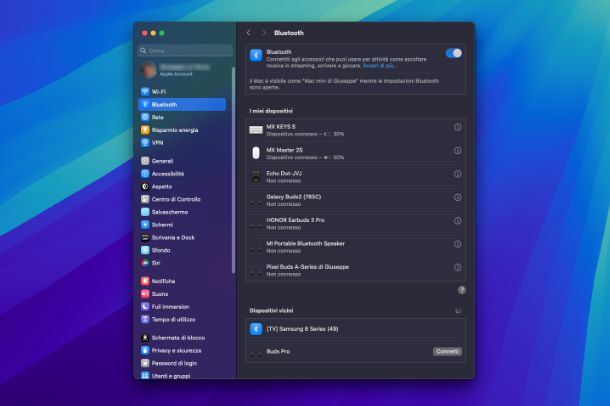 Bluetooth
Cerca
Apple Account
Wi-Fi
Bluetooth
Rete
Risparmio energia
VPN
Generali
Accessibilità
Aspetto
Centro di Controllo
Salvaschermo
Schermi
Scrivania e Dock
Sfondo
Siri
Notifiche
Suono
Full immersion
Tempo di utilizzo
Schermata di blocco
Privacy e sicurezza
Password di login
Utenti e gruppi
Bluetooth
Connettiti agli accessori che puoi usare per attività come ascoltare
musica in streaming, scrivere e giocare. Scopri di più...
Il Mac è visibile come "Mac mini di Giuseppe" mentre le impostazioni Bluetooth
sono aperte.
I miei dispositivi
MX KEYS S
Dispositivo connesso – 30%
MX Master 2S
Dispositivo connesso – 50%
Echo Dot-JVJ
Non connesso
Galaxy Buds2 (765C)
Non connesso
HONOR Earbuds 3 Pro
Non connesso
MI Portable Bluetooth Speaker
Non connesso
Pixel Buds A-Series di Giuseppe
Non connesso
?
Dispositivi vicini
[TV] Samsung 8 Series (49)
Buds Pro
Connetti